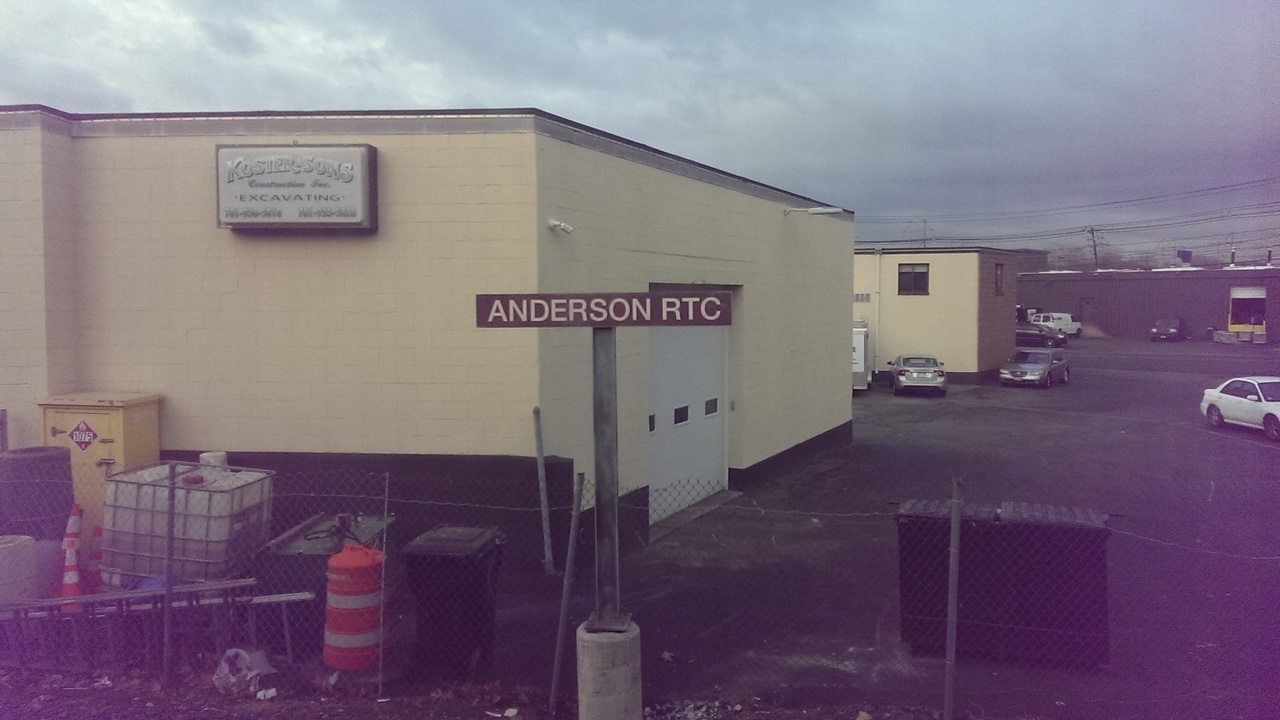 KOSTER & SONS
Construction Inc.
EXCAVATING
ANDERSON RTC
1075